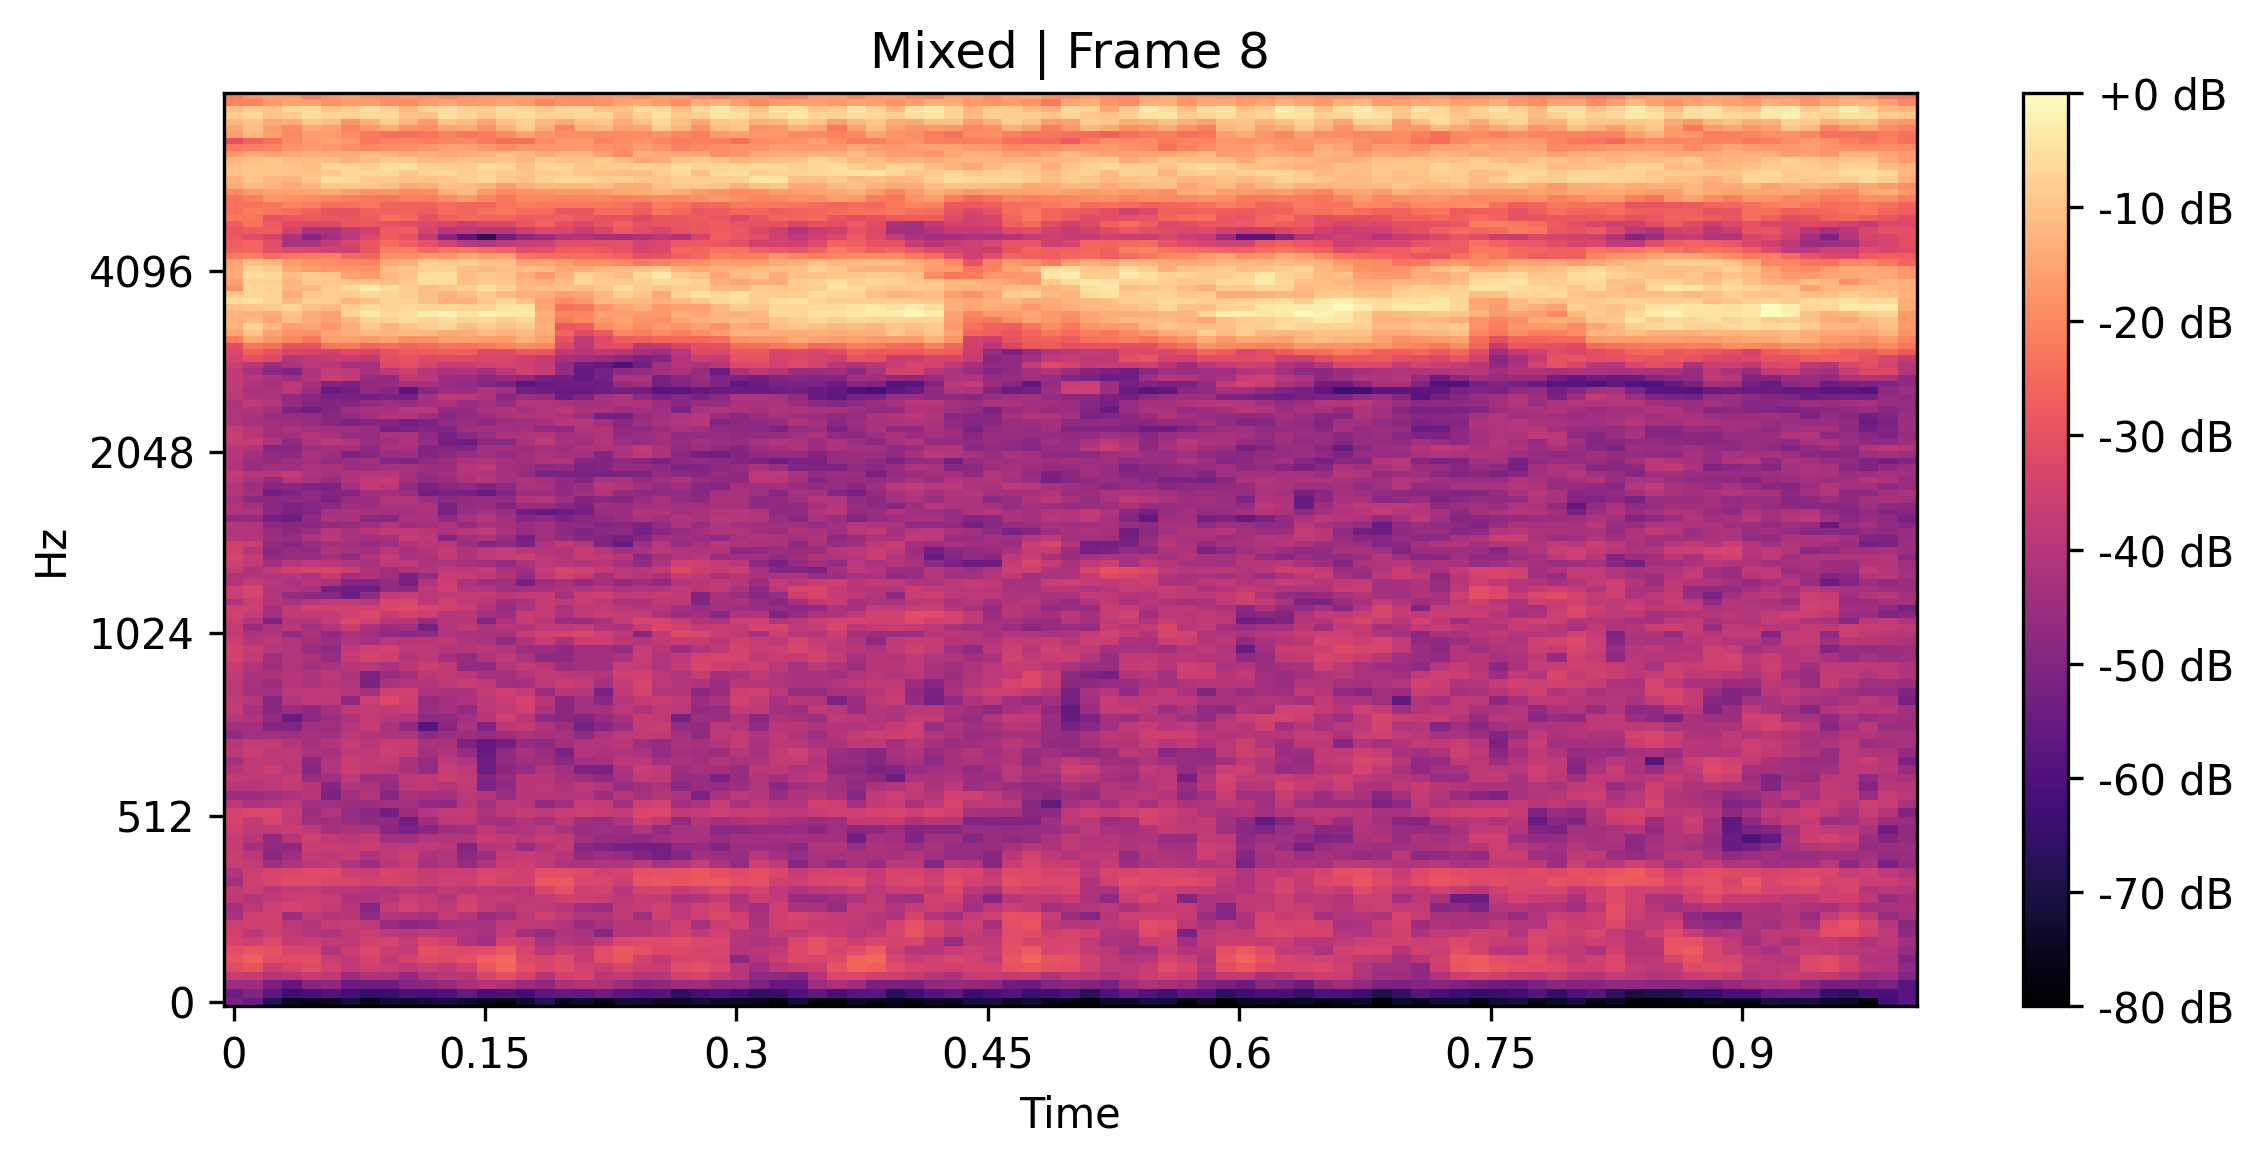 Mixed | Frame 8
+0 dB
-10 dB
-20 dB
-30 dB
-40 dB
-50 dB
-60 dB
-70 dB
-80 dB
4096
2048
1024
512
0
Hz
0 0.15 0.3 0.45 0.6 0.75 0.9
Time